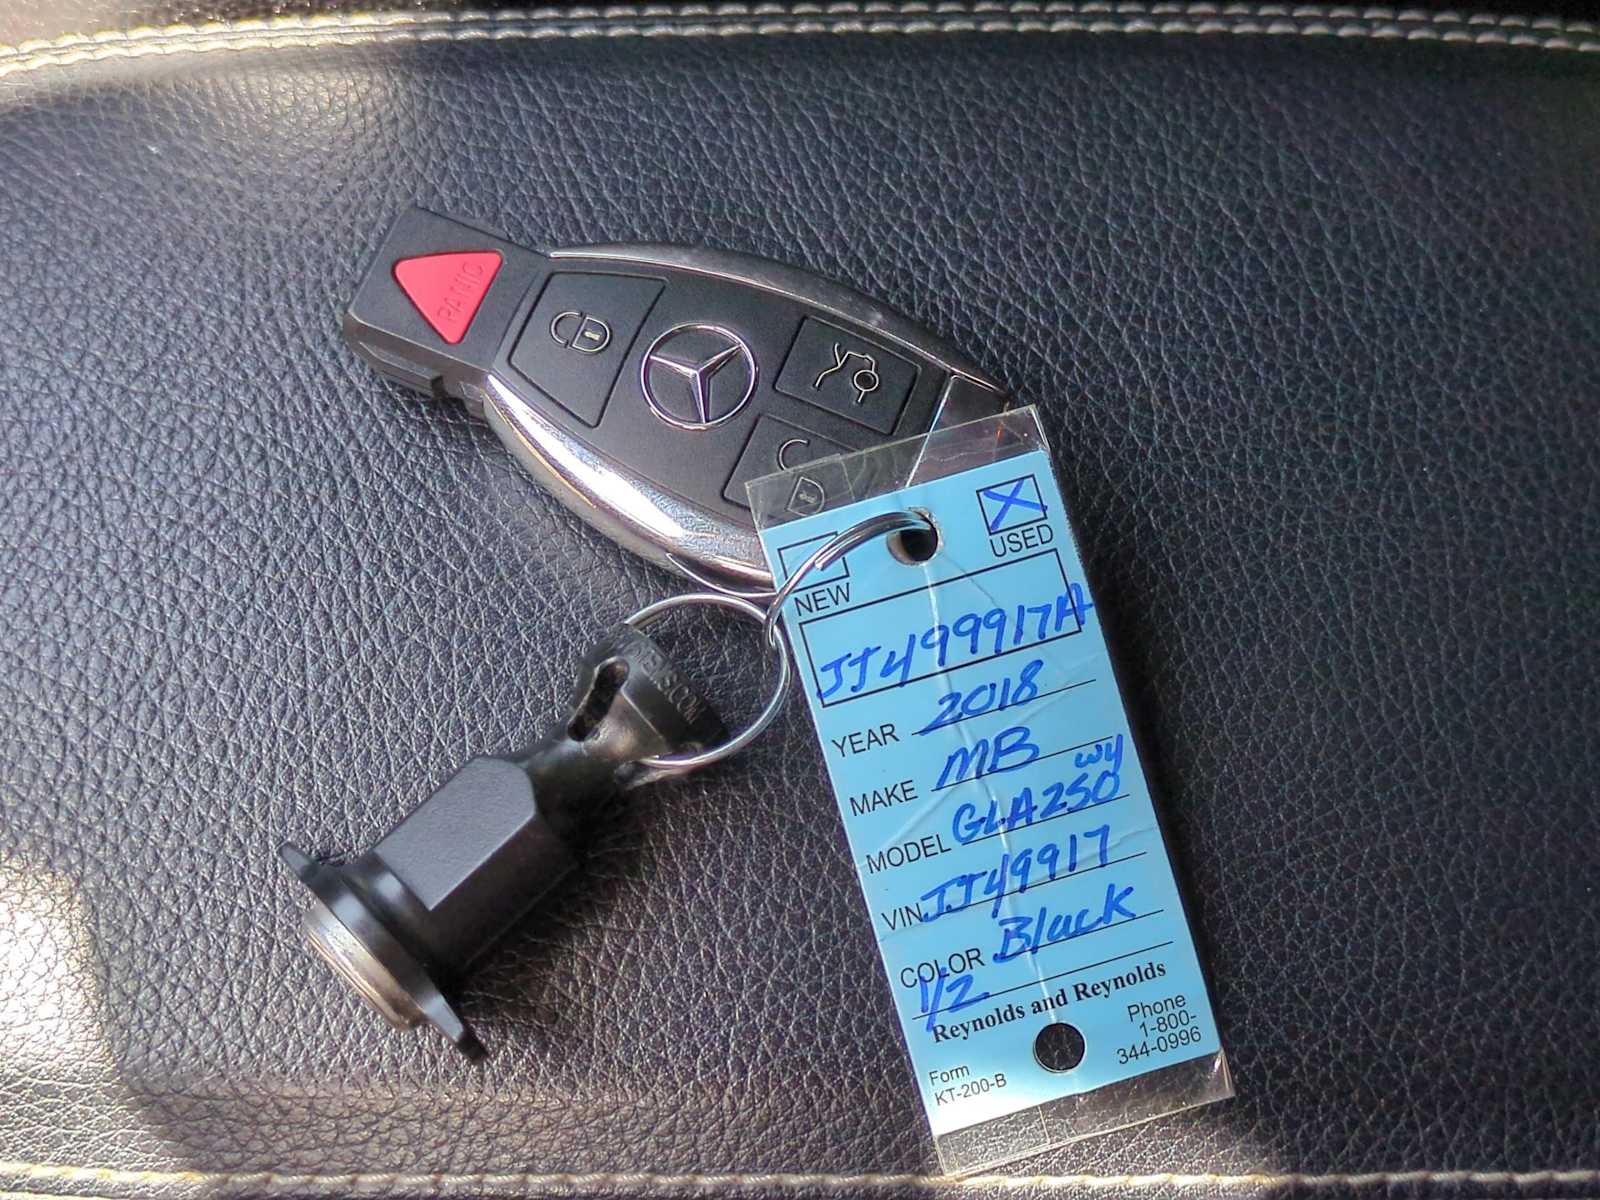 PANIC
USED
NEW
JJ499917A
YEAR 2018
MAKE MB
MODEL GLA250 W4
VIN JJ49917
COLOR Black
1/2
Reynolds and Reynolds
Form
KT-200-B
Phone
1-800-
344-0996